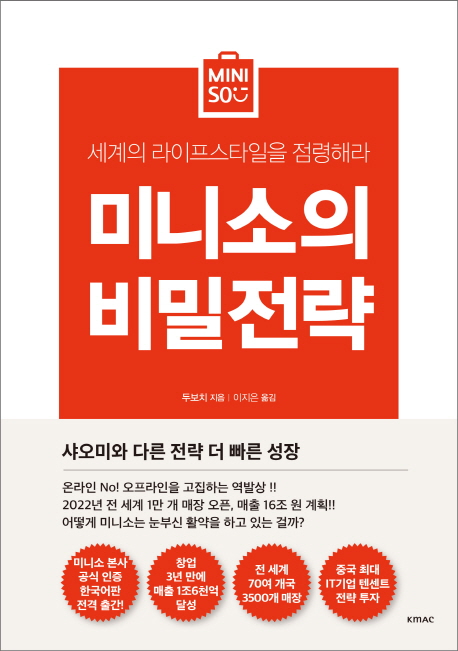 MINI
SO
세계의 라이프스타일을 점령해라
미니소의
비밀전략
두보치 지음 | 이지은 옮김
샤오미와 다른 전략 더 빠른 성장
온라인 No! 오프라인을 고집하는 역발상 !!
2022년 전 세계 1만 개 매장 오픈, 매출 16조 원 계획!!
어떻게 미니소는 눈부신 활약을 하고 있는 걸까?
미니소 본사
공식 인증
한국어판
전격 출간!
창업
3년 만에
매출 1조6천억
달성
전 세계
70여 개국
3500개 매장
중국 최대
IT기업 텐센트
전략 투자
KMAC